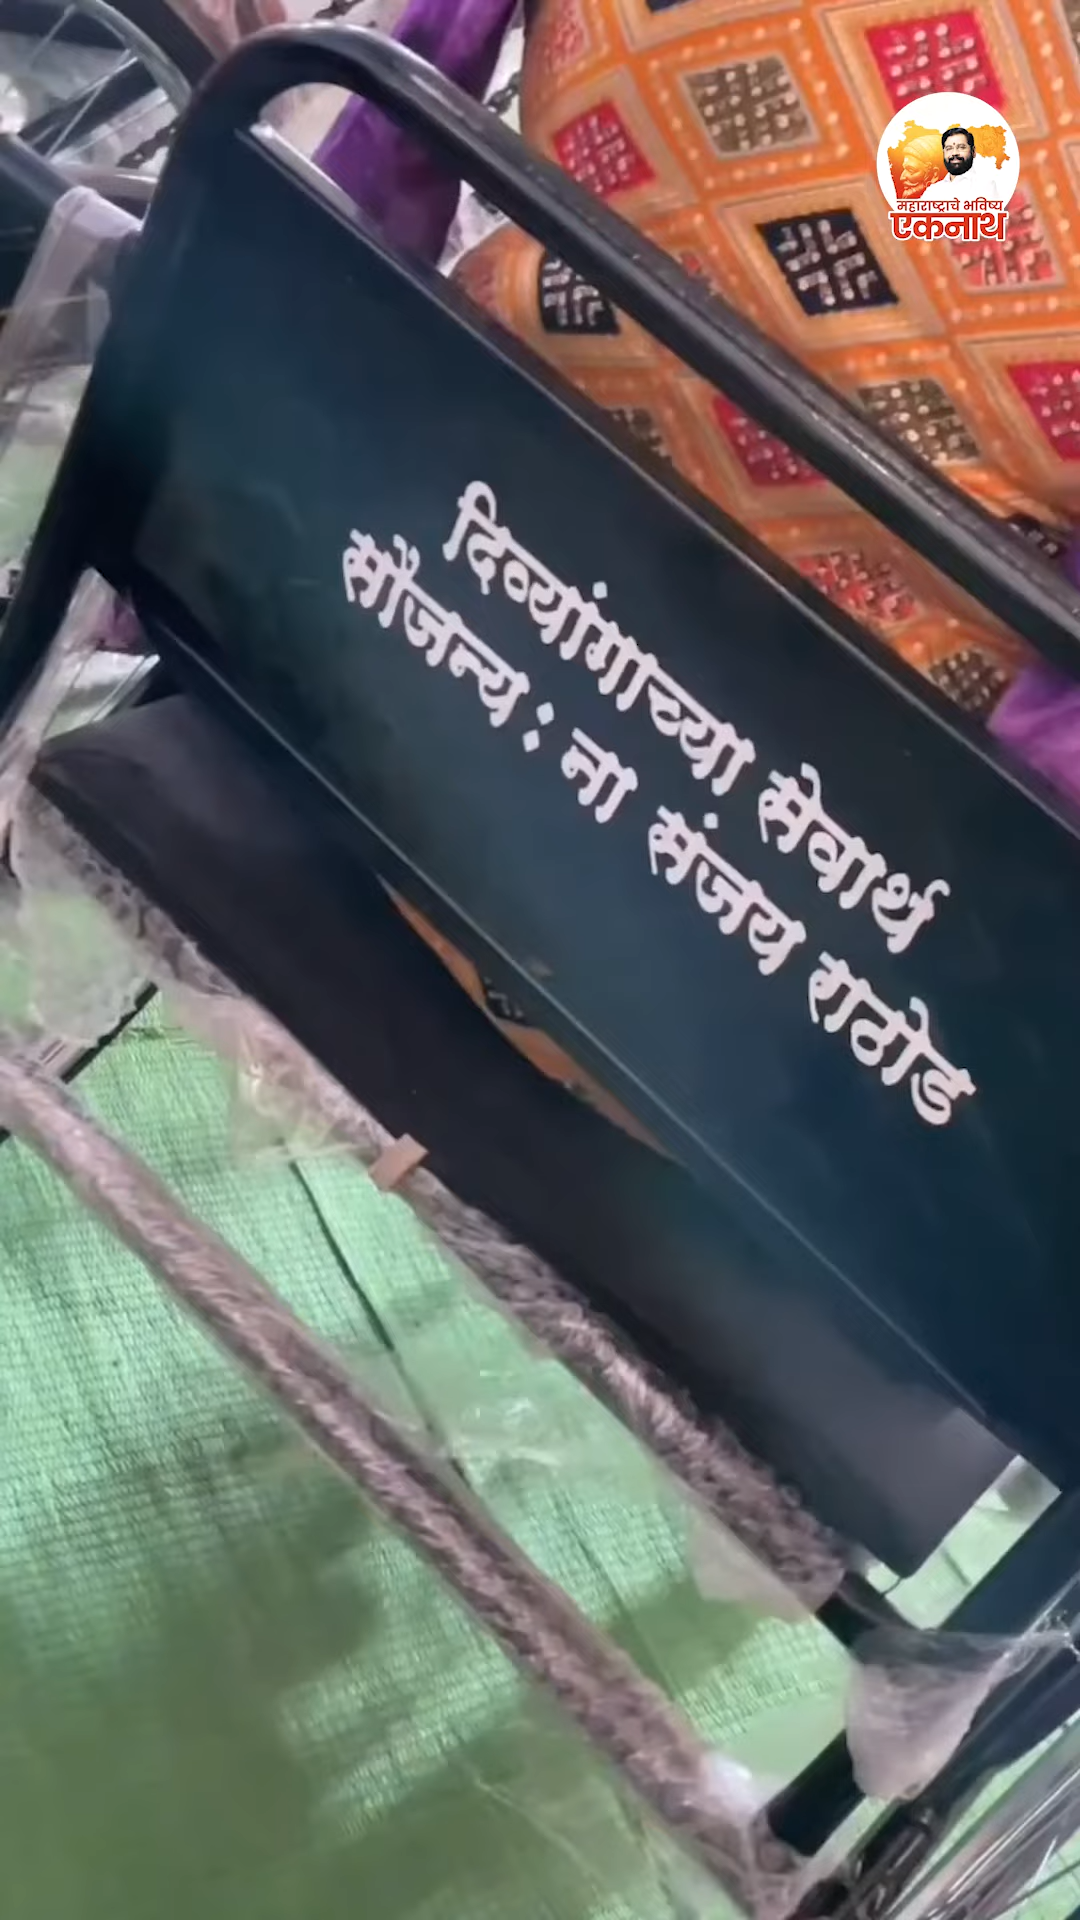 महाराष्ट्राचे भविष्य
एकनाथ
दिव्यांगाच्या सेवार्थ
सौजन्य : ना संजय राठोड